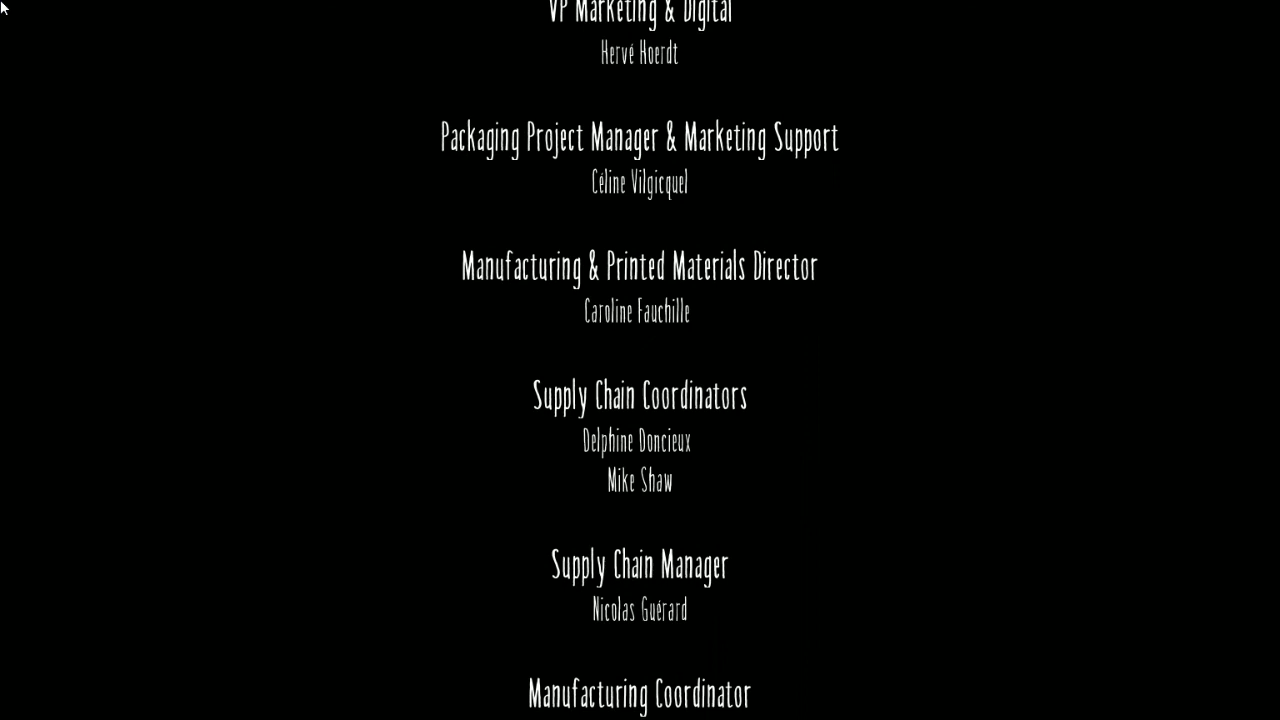 VP Marketing & Digital
Hervé Hoerdt
Packaging Project Manager & Marketing Support
Céline Vilgicquel
Manufacturing & Printed Materials Director
Caroline Fauchille
Supply Chain Coordinators
Delphine Doncieux
Mike Shaw
Supply Chain Manager
Nicolas Guérard
Manufacturing Coordinator